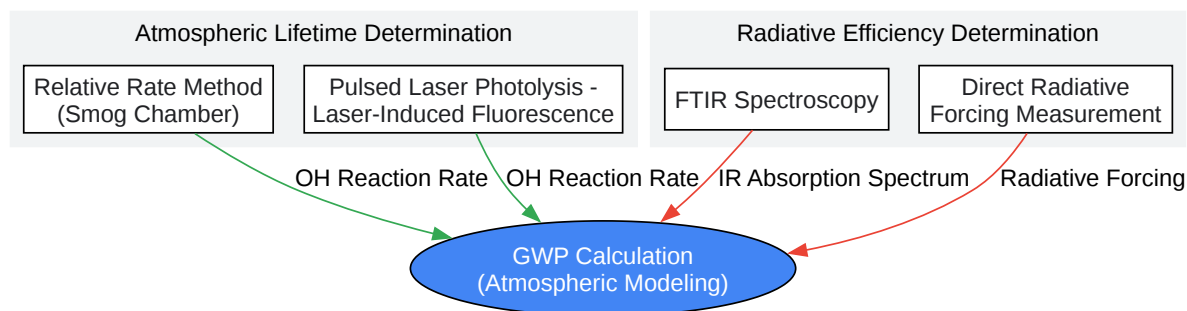 Atmospheric Lifetime Determination
Radiative Efficiency Determination
Relative Rate Method
(Smog Chamber)
Pulsed Laser Photolysis -
Laser-Induced Fluorescence
FTIR Spectroscopy
Direct Radiative
Forcing Measurement
OH Reaction Rate
OH Reaction Rate
IR Absorption Spectrum
Radiative Forcing
GWP Calculation
(Atmospheric Modeling)